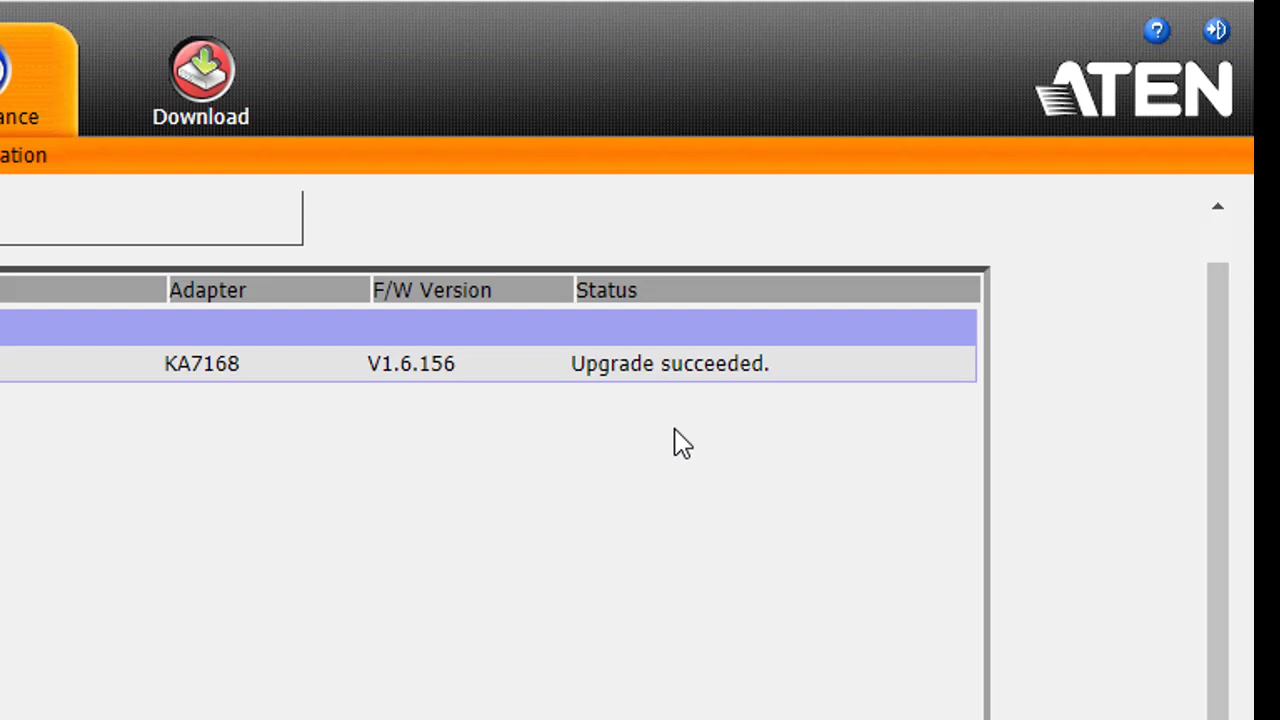 ance
Download
ATEN
ation
Adapter F/W Version Status
KA7168 V1.6.156 Upgrade succeeded.